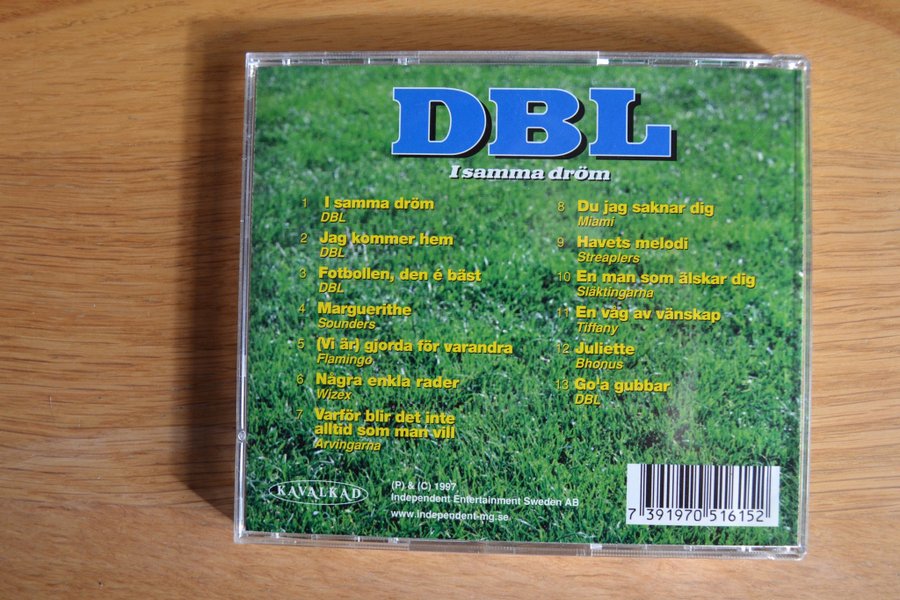 DBL
I samma dröm
1 I samma dröm
DBL
2 Jag kommer hem
DBL
3 Fotbollen, den é bäst
DBL
4 Marguerithe
Sounders
5 (Vi är) gjorda för varandra
Flamingo
6 Några enkla rader
Wizex
7 Varför blir det inte
alltid som man vill
Arvingarna
8 Du jag saknar dig
Miami
9 Havets melodi
Streaplers
10 En man som älskar dig
Släktingarna
11 En våg av vänskap
Tiffany
12 Juliette
Bhonus
13 Go'a gubbar
DBL
KAVALKAD
(P) & (C) 1997
Independent Entertainment Sweden AB
www.independent-mg.se
7 391970 516152